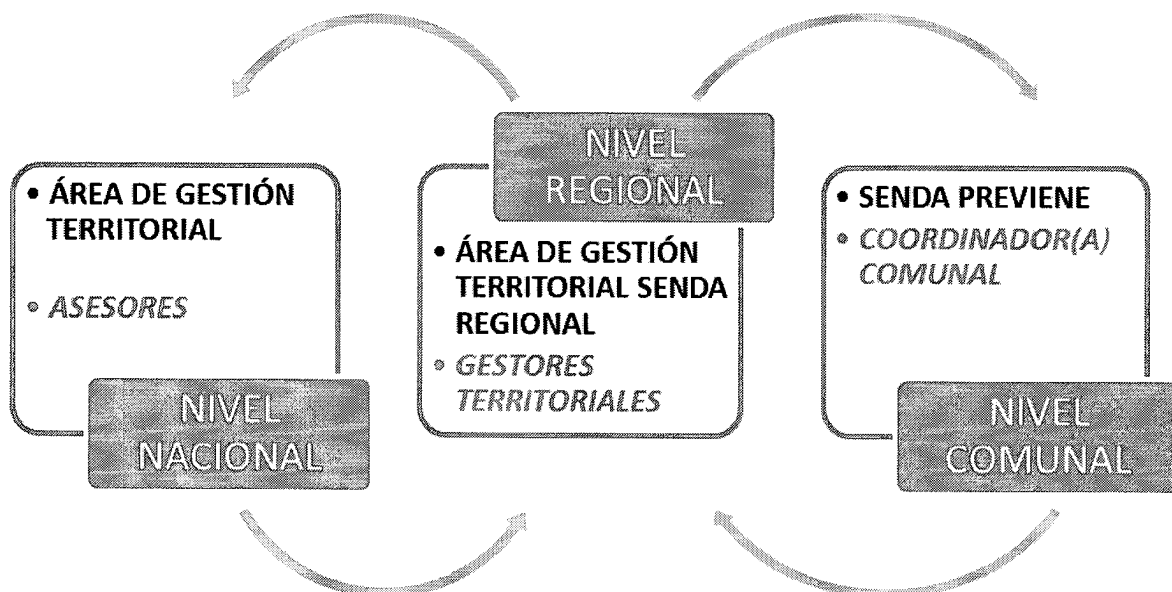 • ÁREA DE GESTIÓN
TERRITORIAL
• ASESORES
NIVEL
NACIONAL
NIVEL
REGIONAL
• ÁREA DE GESTIÓN
TERRITORIAL SENDA
REGIONAL
• GESTORES
TERRITORIALES
• SENDA PREVIENE
• COORDINADOR(A)
COMUNAL
NIVEL
COMUNAL